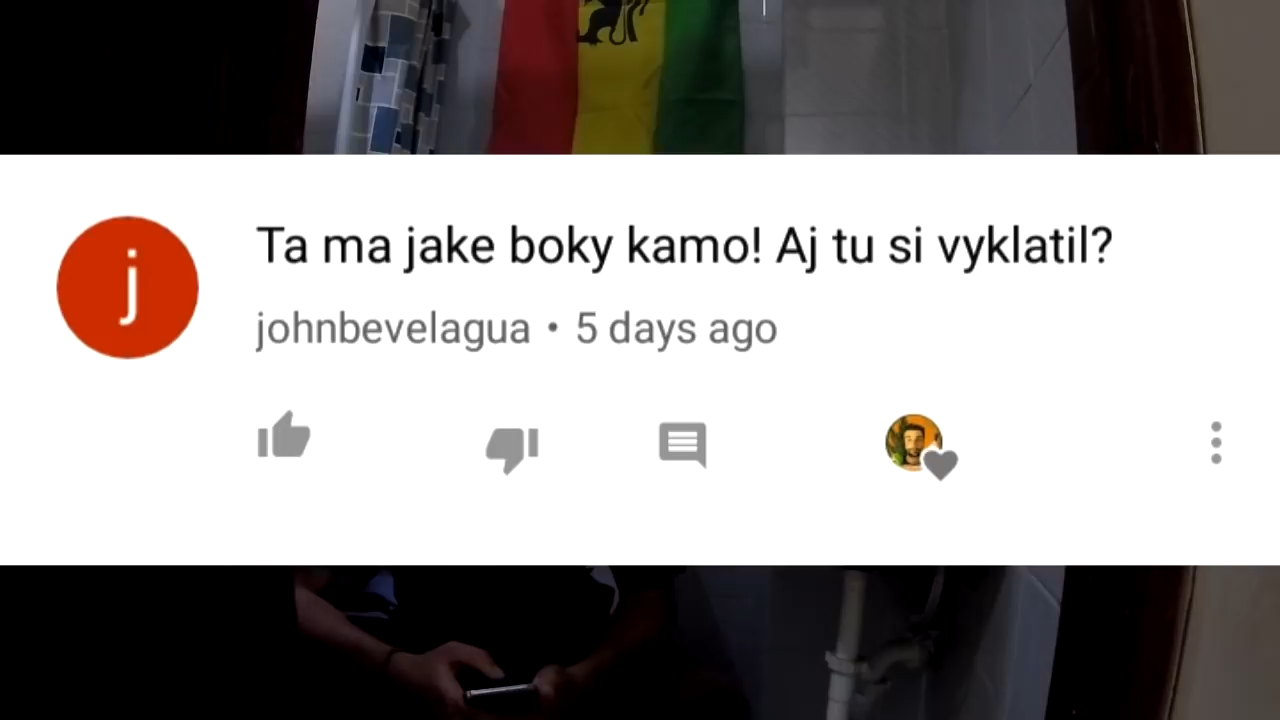 j
Ta ma jake boky kamo! Aj tu si vyklatil?
johnbevelagua • 5 days ago